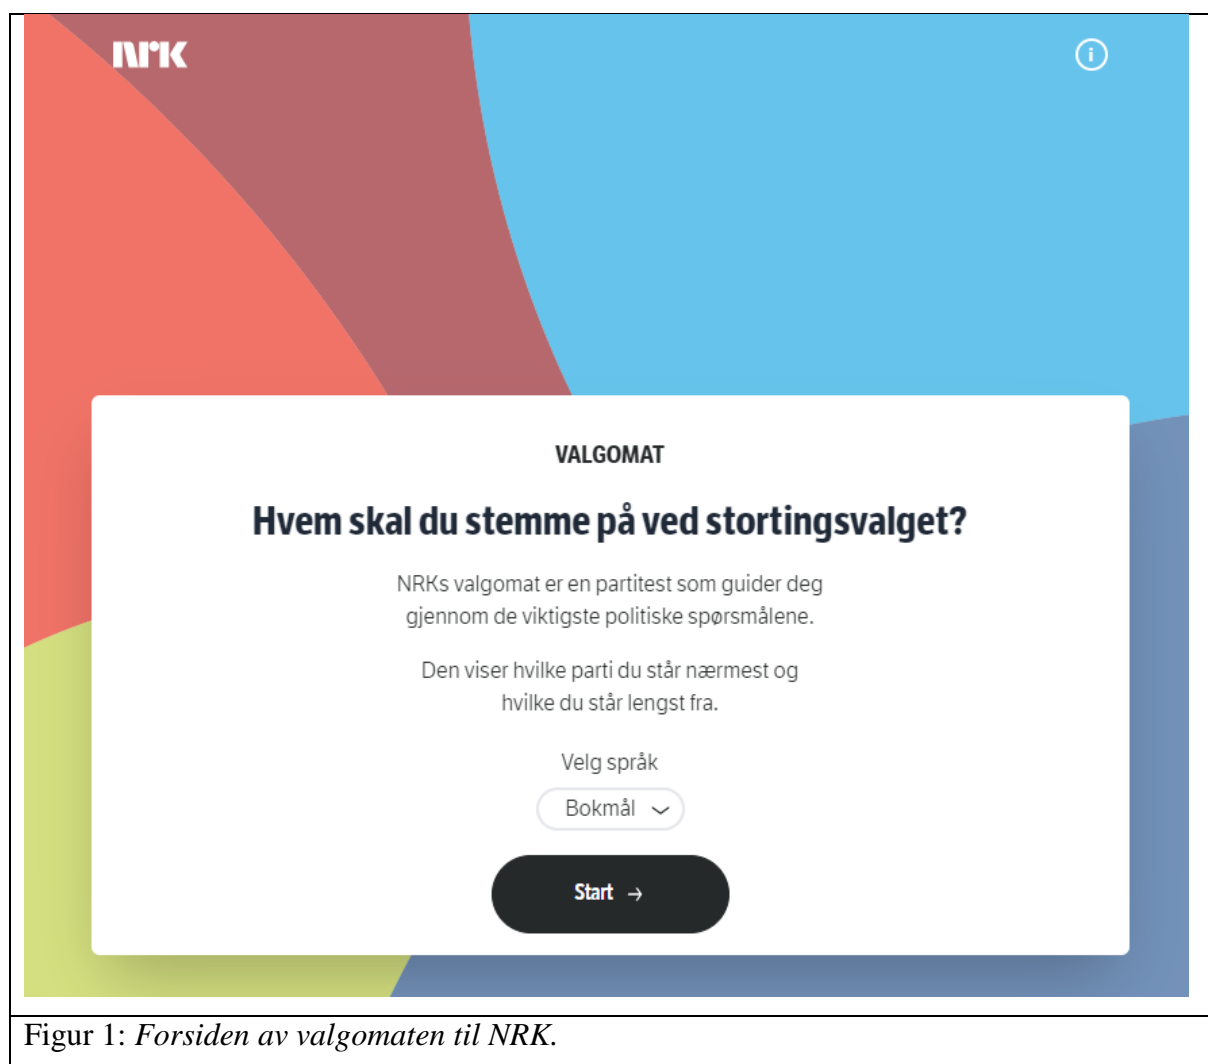 NrK
i
VALGOMAT
Hvem skal du stemme på ved stortingsvalget?
NRKs valgomat er en partitest som guider deg
gjennom de viktigste politiske spørsmålene.
Den viser hvilke parti du står nærmest og
hvilke du står lengst fra.
Velg språk
Bokmål
Start →
Figur 1: Forsiden av valgomaten til NRK.